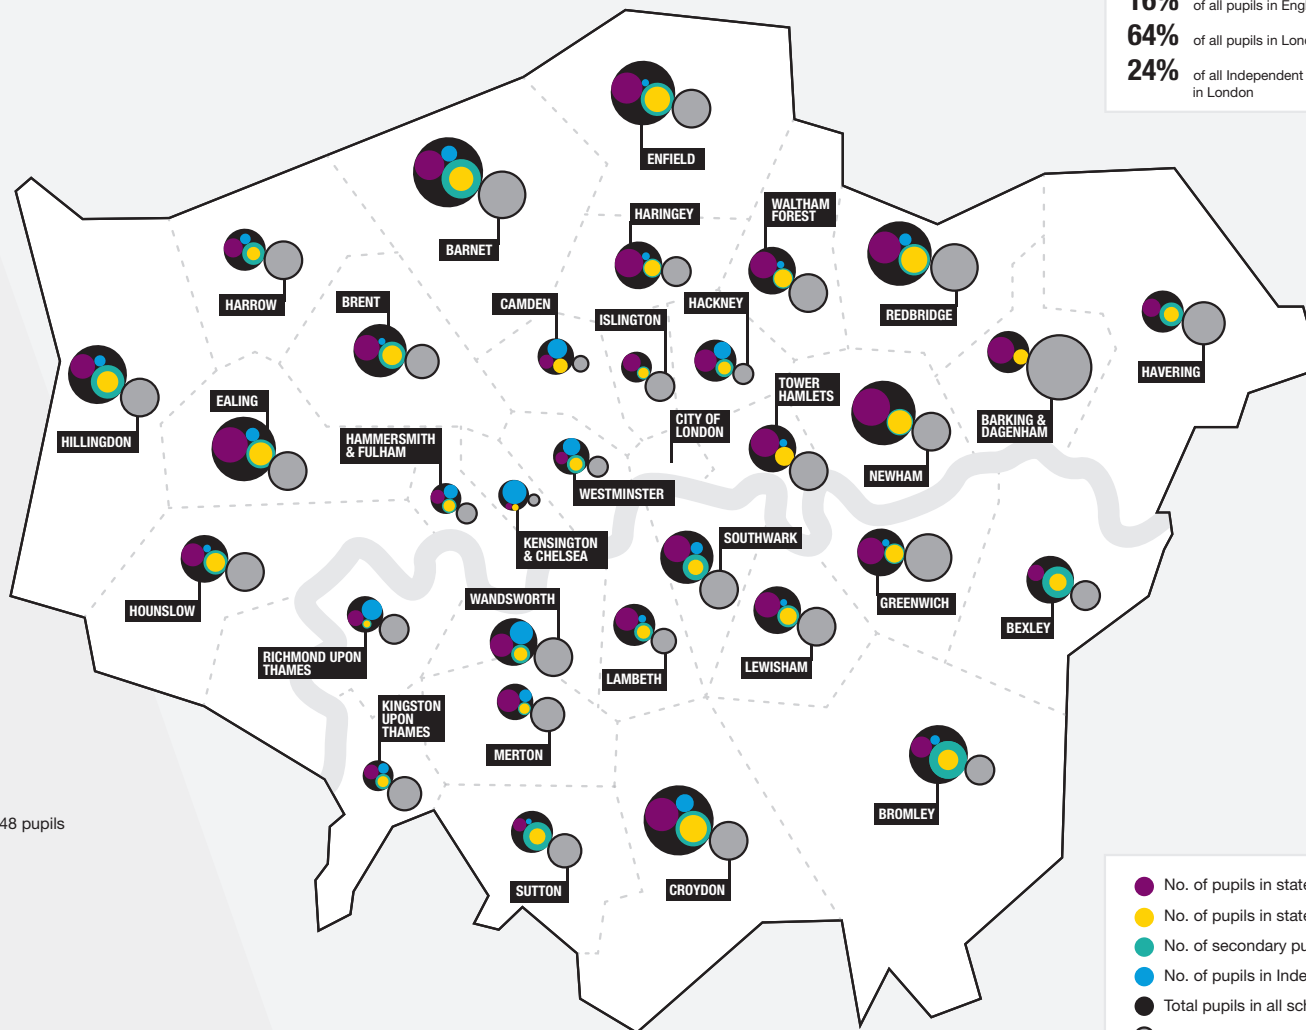 16% of all pupils in Engl
64% of all pupils in Lond
24% of all Independent
in London
ENFIELD
BARNET
HARINGEY
WALTHAM
FOREST
REDBRIDGE
HARROW
BRENT
CAMDEN
ISLINGTON
HACKNEY
HAVERING
HILLINGDON
EALING
HAMMERSMITH
& FULHAM
WESTMINSTER
CITY OF
LONDON
TOWER
HAMLETS
NEWHAM
BARKING &
DAGENHAM
KENSINGTON
& CHELSEA
SOUTHWARK
HOUNSLOW
WANDSWORTH
GREENWICH
BEXLEY
RICHMOND UPON
THAMES
LAMBETH
LEWISHAM
KINGSTON
UPON
THAMES
MERTON
BROMLEY
SUTTON
CROYDON
48 pupils
No. of pupils in state
No. of pupils in state
No. of secondary pu
No. of pupils in Inde
Total pupils in all sch